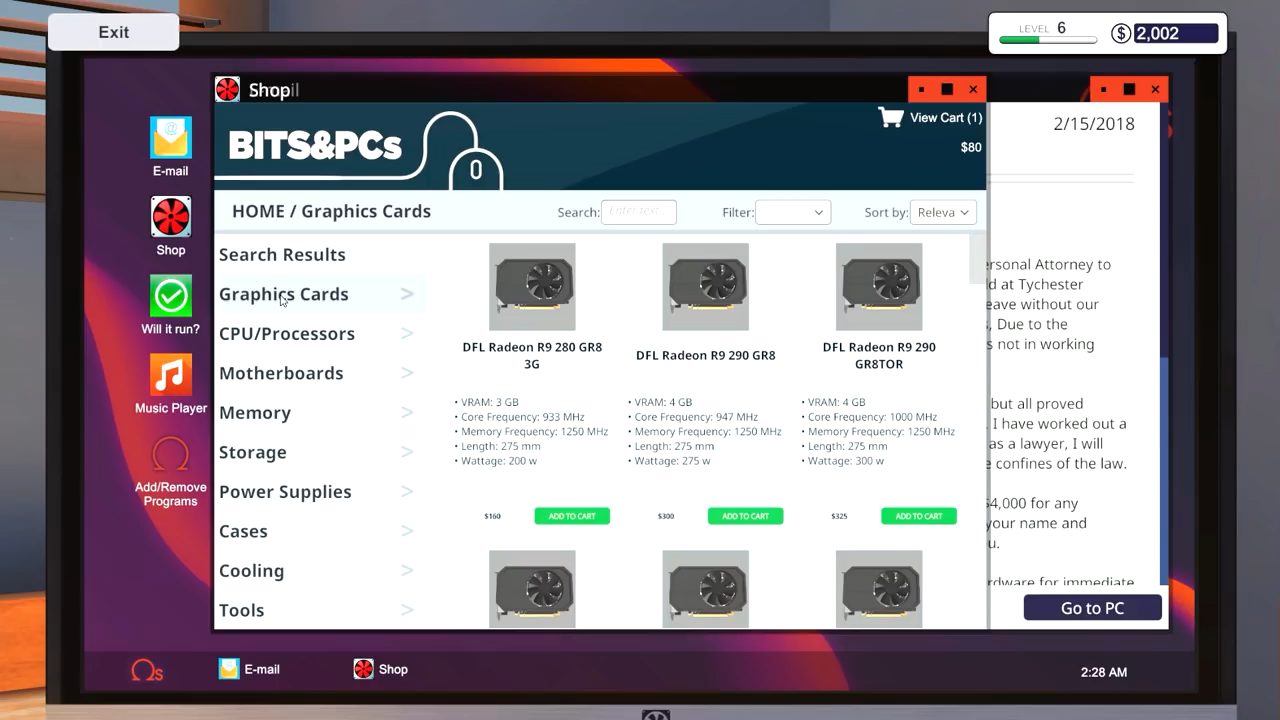 Exit
LEVEL 6
$ 2,002
Shopil
BITS&PCs
View Cart (1)
$80
2/15/2018
HOME / Graphics Cards
Search: Enter text...
Filter:
Sort by: Releva
E-mail
Shop
Will it run?
Music Player
Add/Remove
Programs
Search Results
Graphics Cards >
CPU/Processors >
Motherboards >
Memory >
Storage >
Power Supplies >
Cases >
Cooling >
Tools >
DFL Radeon R9 280 GR8
3G
• VRAM: 3 GB
• Core Frequency: 933 MHz
• Memory Frequency: 1250 MHz
• Length: 275 mm
• Wattage: 200 w
$160
ADD TO CART
DFL Radeon R9 290 GR8
• VRAM: 4 GB
• Core Frequency: 947 MHz
• Memory Frequency: 1250 MHz
• Length: 275 mm
• Wattage: 275 w
$300
ADD TO CART
DFL Radeon R9 290
GR8TOR
• VRAM: 4 GB
• Core Frequency: 1000 MHz
• Memory Frequency: 1250 MHz
• Length: 275 mm
• Wattage: 300 w
$325
ADD TO CART
ersonal Attorney to
d at Tychester
eave without our
, Due to the
s not in working
but all proved
. I have worked out a
as a lawyer, I will
e confines of the law.
$4,000 for any
your name and
u.
rdware for immediate
Go to PC
Ωs
E-mail
Shop
2:28 AM